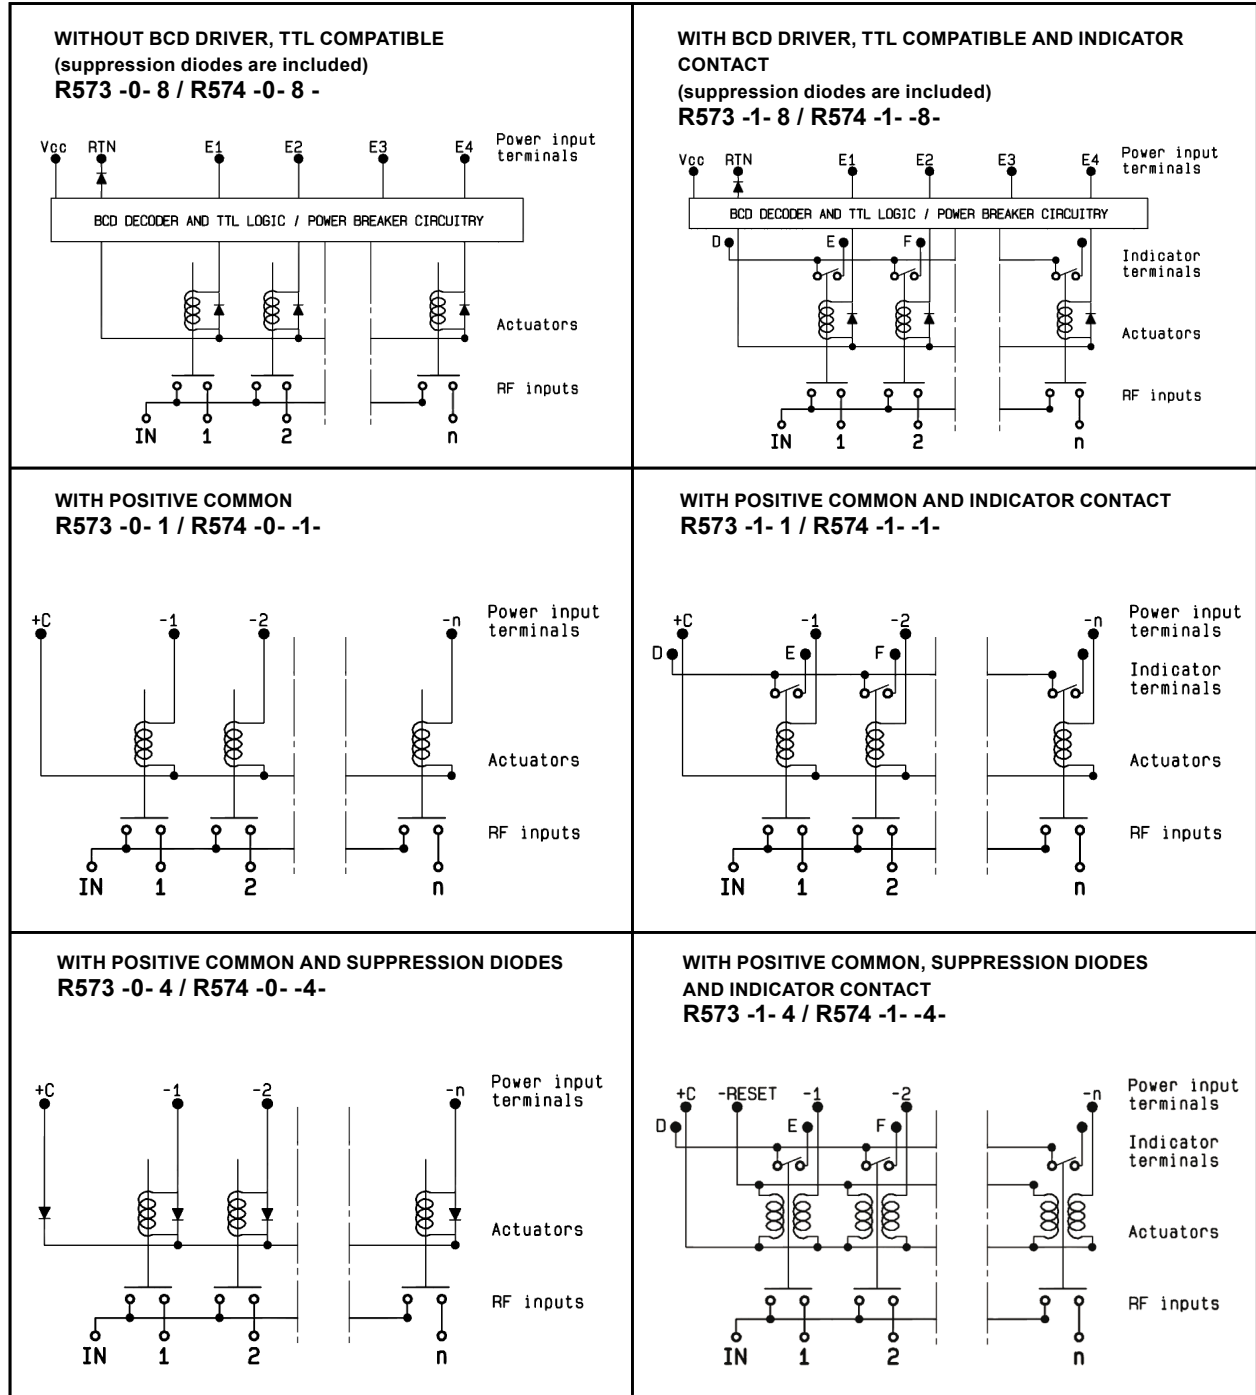 WITHOUT BCD DRIVER, TTL COMPATIBLE
(suppression diodes are included)
R573 -0- 8 / R574 -0- 8 -
Vcc RTN E1 E2 E3 E4 Power input
terminals
BCD DECODER AND TTL LOGIC / POWER BREAKER CIRCUITRY
Actuators
RF inputs
IN 1 2 n
WITH BCD DRIVER, TTL COMPATIBLE AND INDICATOR
CONTACT
(suppression diodes are included)
R573 -1- 8 / R574 -1- -8-
Vcc RTN E1 E2 E3 E4 Power input
terminals
BCD DECODER AND TTL LOGIC / POWER BREAKER CIRCUITRY
D E F
Indicator
terminals
Actuators
RF inputs
IN 1 2 n
WITH POSITIVE COMMON
R573 -0- 1 / R574 -0- -1-
+C -1 -2 -n Power input
terminals
Actuators
RF inputs
IN 1 2 n
WITH POSITIVE COMMON AND INDICATOR CONTACT
R573 -1- 1 / R574 -1- -1-
+C -1 -2 -n Power input
terminals
D E F
Indicator
terminals
Actuators
RF inputs
IN 1 2 n
WITH POSITIVE COMMON AND SUPPRESSION DIODES
R573 -0- 4 / R574 -0- -4-
+C -1 -2 -n Power input
terminals
Actuators
RF inputs
IN 1 2 n
WITH POSITIVE COMMON, SUPPRESSION DIODES
AND INDICATOR CONTACT
R573 -1- 4 / R574 -1- -4-
+C -RESET -1 -2 -n Power input
terminals
D E F
Indicator
terminals
Actuators
RF inputs
IN 1 2 n